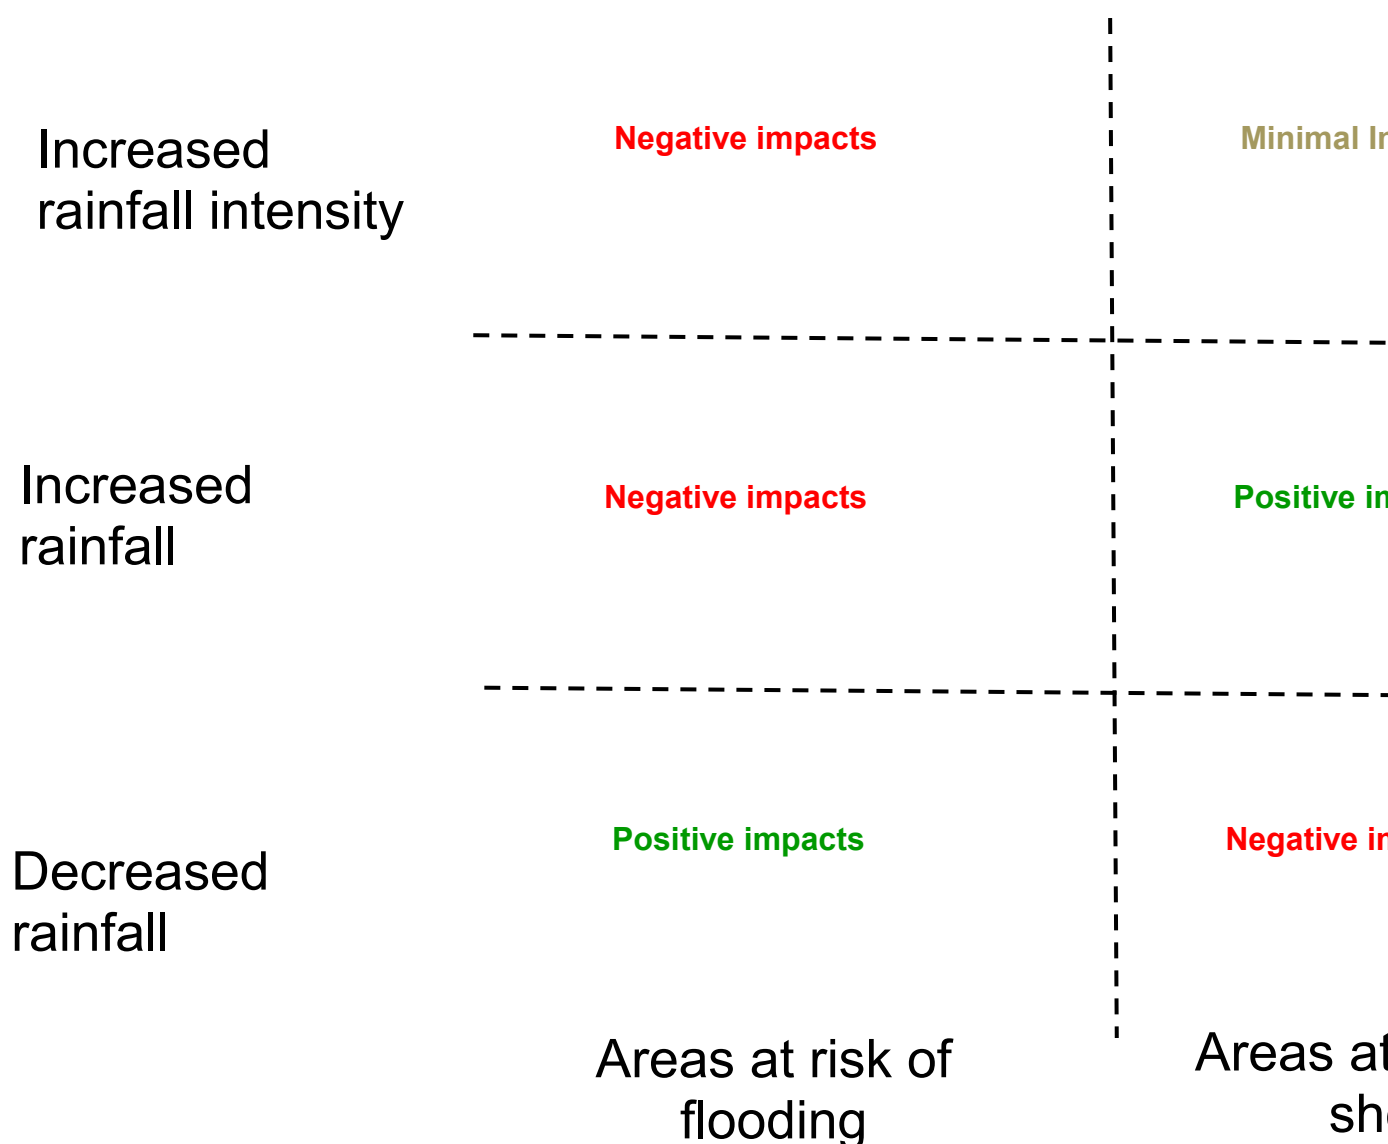 Increased
rainfall intensity
Negative impacts
Minimal
Increased
rainfall
Negative impacts
Positive
Decreased
rainfall
Positive impacts
Negative
Areas at risk of
flooding
Areas at